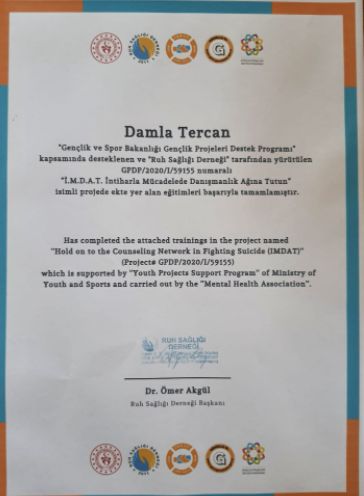 Damla Tercan
"Gençlik ve Spor Bakanlığı Gençlik Projeleri Destek Programı"
kapsamında desteklenen ve "Ruh Sağlığı Derneği" tarafından yürütülen
GPDP/2020/I/59155 numaralı
"İ.M.D.A.T. İntiharla Mücadelede Danışmanlık Ağına Tutun"
isimli projede ekte yer alan eğitimleri başarıyla tamamlamıştır.
Has completed the attached trainings in the project named
"Hold on to the Counseling Network in Fighting Suicide (IMDAT)"
(Project# GPDP/2020/I/59155)
which is supported by "Youth Projects Support Program" of Ministry of
Youth and Sports and carried out by the "Mental Health Association".
RUH SAĞLIĞI
DERNEĞİ
Dr. Ömer Akgül
Ruh Sağlığı Derneği Başkanı